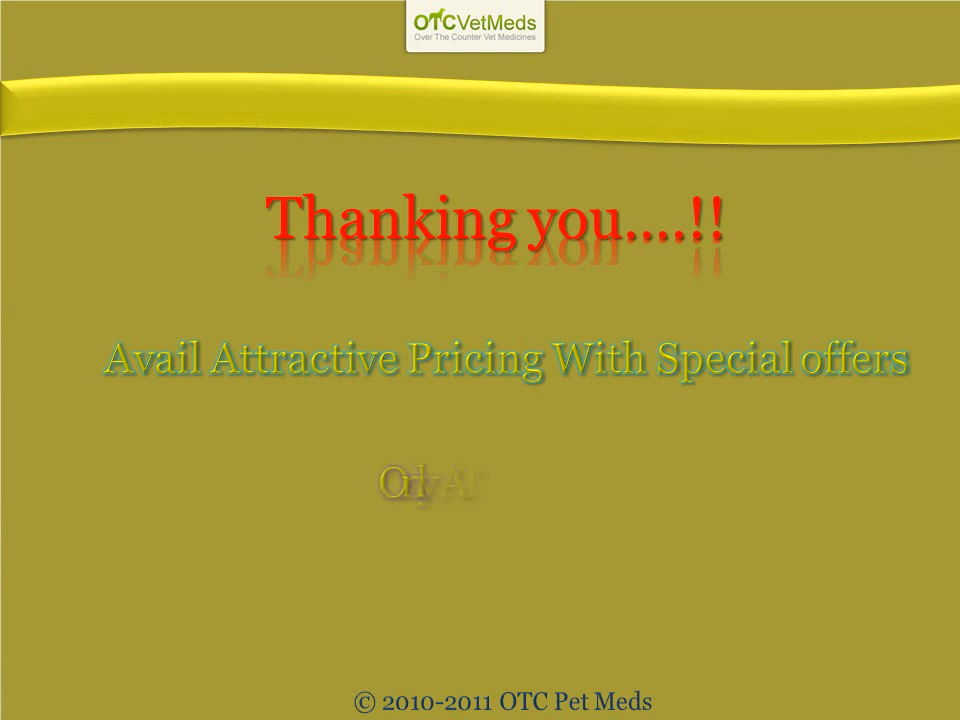 OTCVetMeds
Over The Counter Vet Medicines
Thanking you....!!
Avail Attractive Pricing With Special offers
Only
© 2010-2011 OTC Pet Meds